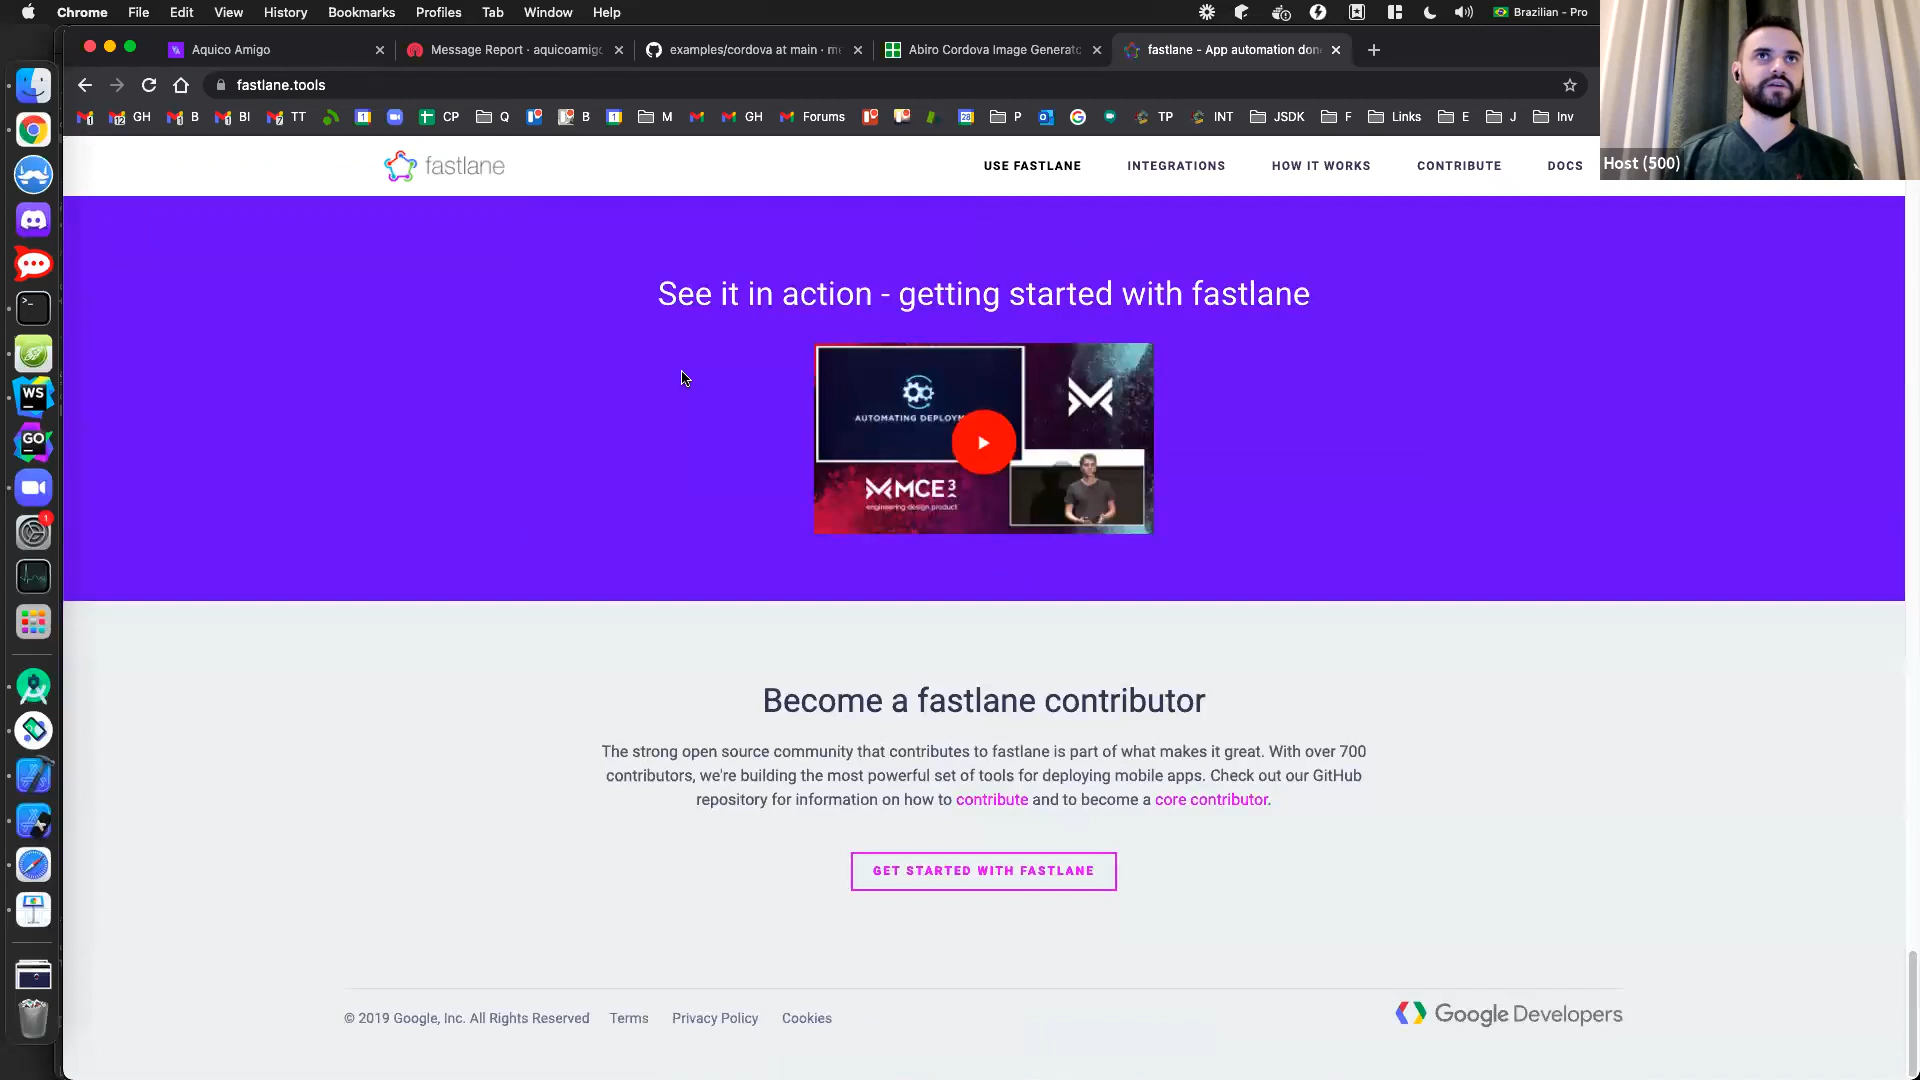 Chrome File Edit View History Bookmarks Profiles Tab Window Help
Brazilian - Pro
Aquico Amigo
Message Report · aquicoamigo
examples/cordova at main · me
Abiro Cordova Image Generato
fastlane - App automation don
fastlane.tools
GH B BI TT CP Q B M GH Forums P TP INT JSDK F Links E J Inv
Host (500)
fastlane
USE FASTLANE INTEGRATIONS HOW IT WORKS CONTRIBUTE DOCS
See it in action - getting started with fastlane
AUTOMATING DEPLOYM
MCE3
engineering design product
WS
GO
Become a fastlane contributor
The strong open source community that contributes to fastlane is part of what makes it great. With over 700
contributors, we're building the most powerful set of tools for deploying mobile apps. Check out our GitHub
repository for information on how to contribute and to become a core contributor.
GET STARTED WITH FASTLANE
© 2019 Google, Inc. All Rights Reserved Terms Privacy Policy Cookies
Google Developers